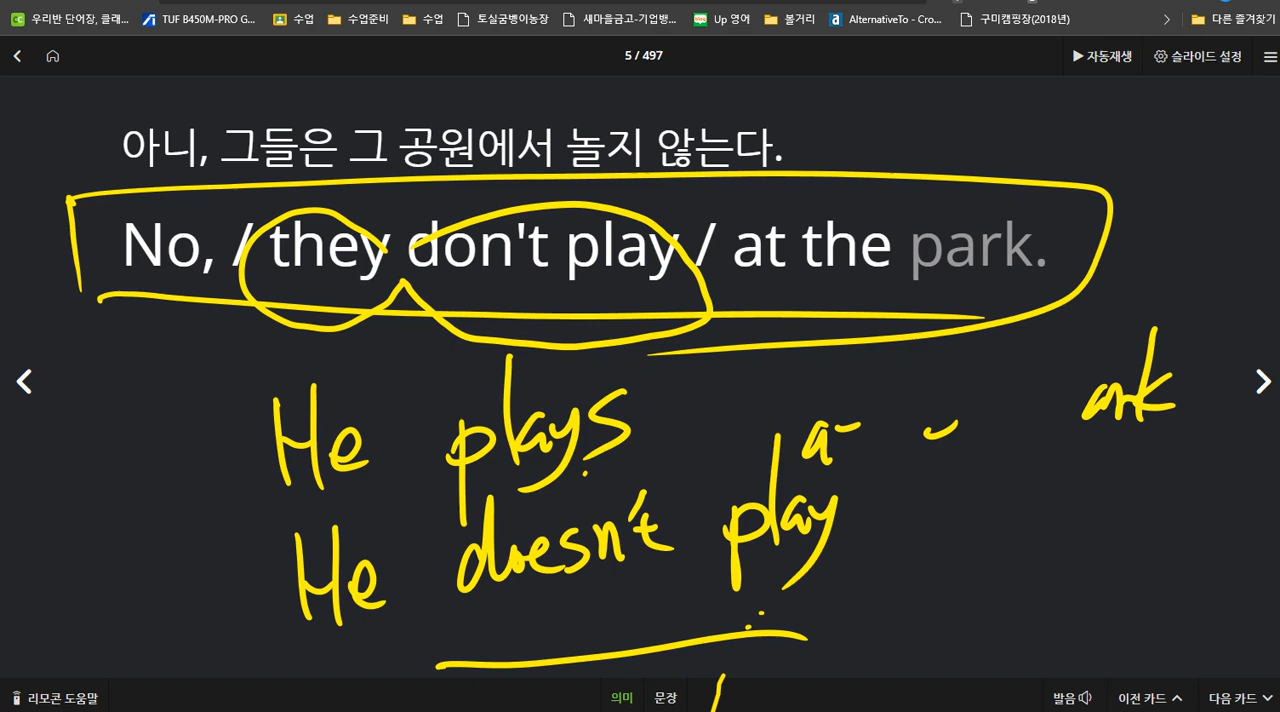 우리반 단어장, 클래... TUF B450M-PRO G... 수업 수업준비 수업 토실굼벵이농장 새마을금고-기업뱅... Up 영어 볼거리 AlternativeTo - Cro... 구미캠핑장(2018년) 다른 즐겨찾기
5 / 497 자동재생 슬라이드 설정
아니, 그들은 그 공원에서 놀지 않는다.
No, / they don't play / at the park.
ark
He plays a
He doesn't play
리모콘 도움말 의미 문장 발음 이전 카드 다음 카드